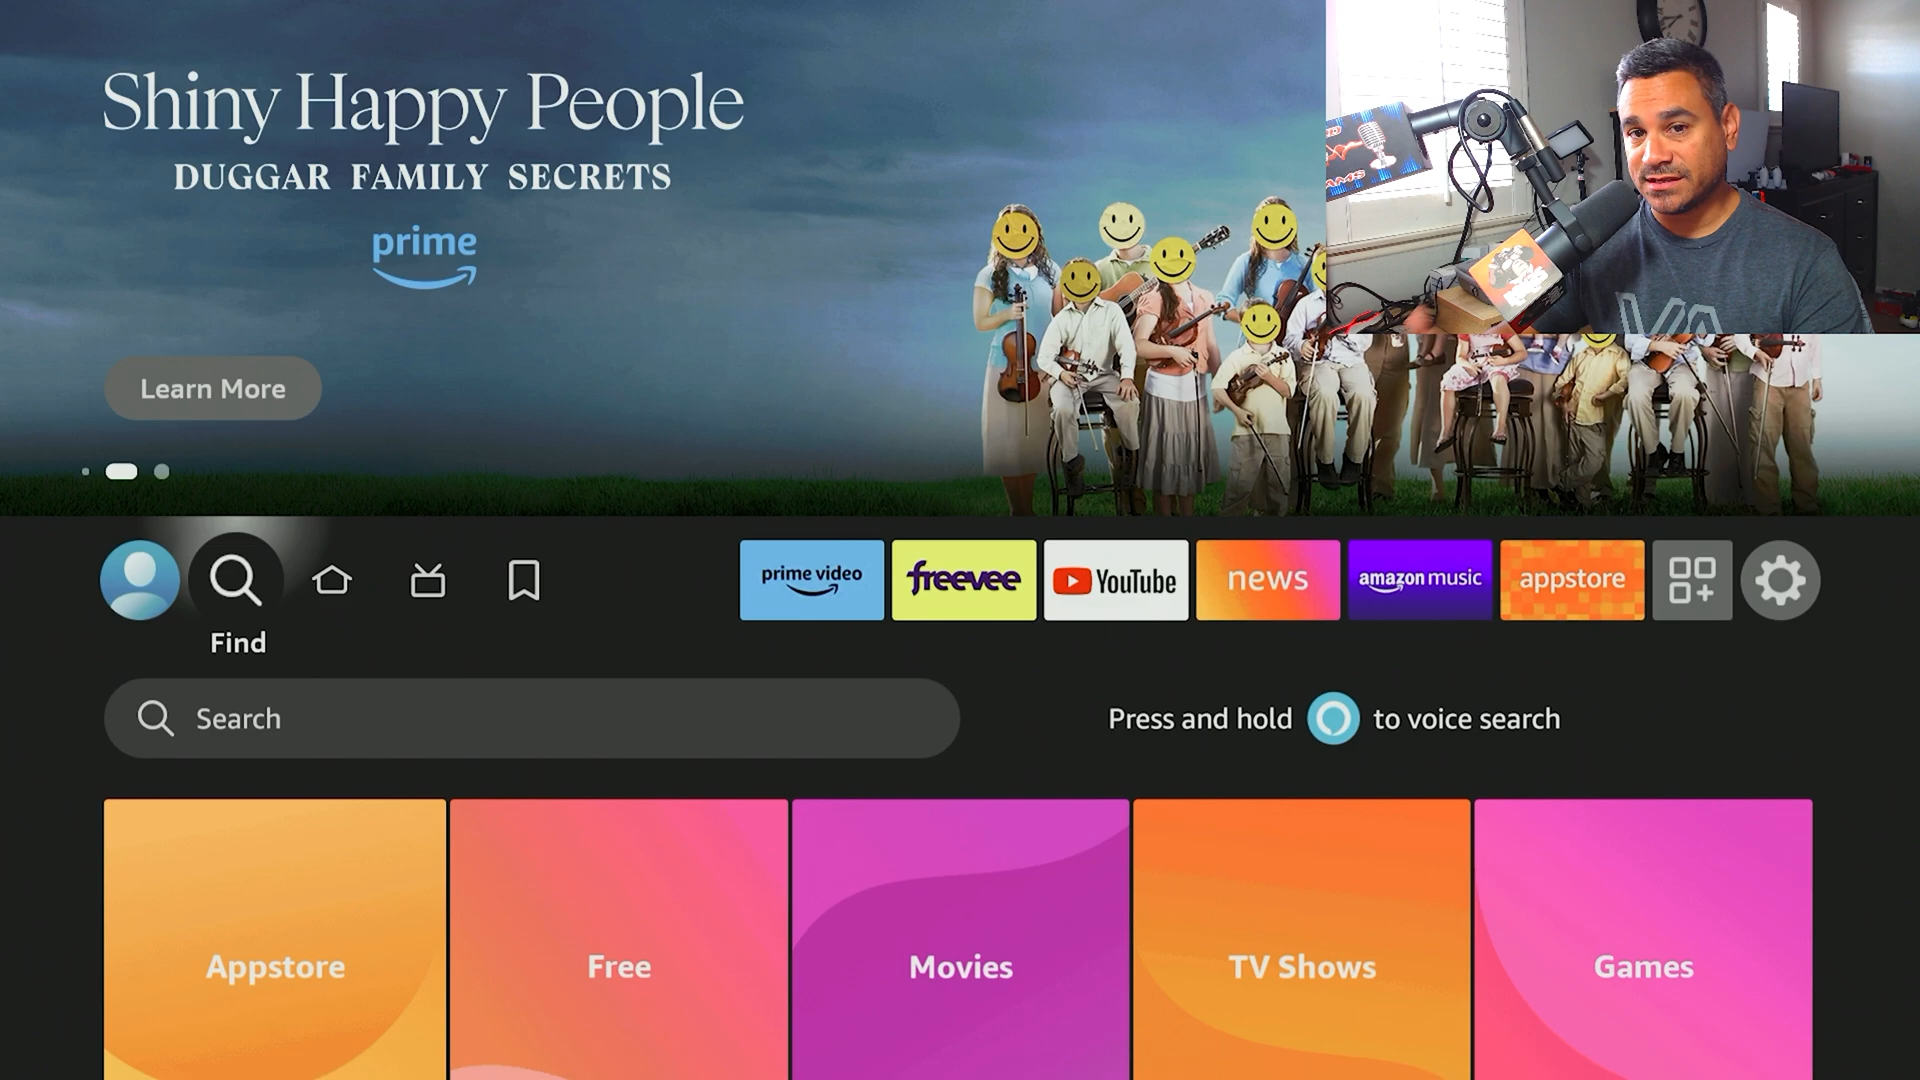 Shiny Happy People
DUGGAR FAMILY SECRETS
prime
Learn More
prime video
freevee
YouTube
news
amazon music
appstore
Find
Search
Press and hold to voice search
Appstore
Free
Movies
TV Shows
Games